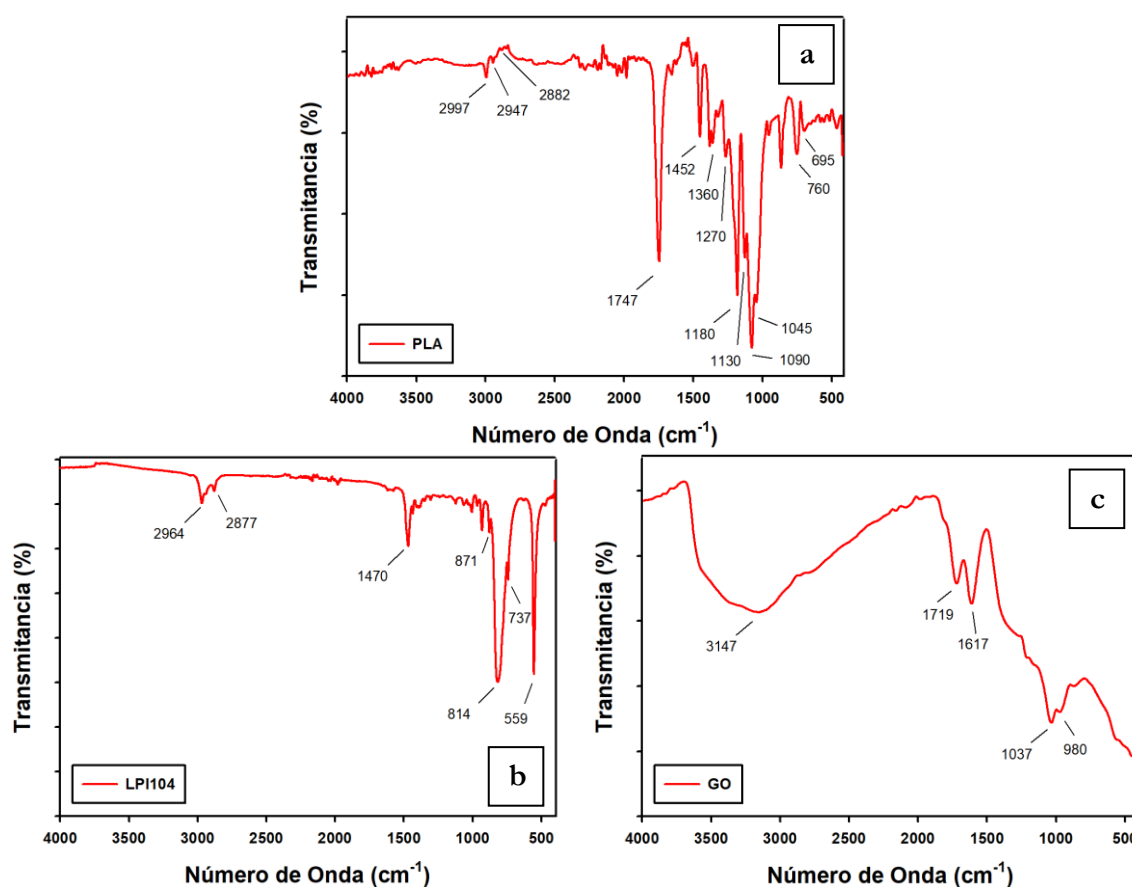 a
Transmitancia (%)
2997
2947
2882
1747
1452
1360
1270
1180
1130
1090
1045
760
695
PLA
4000 3500 3000 2500 2000 1500 1000 500
Número de Onda (cm-1)
b
Transmitancia (%)
2964
2877
1470
871
814
737
559
LPI104
4000 3500 3000 2500 2000 1500 1000 500
Número de Onda (cm-1)
c
Transmitancia (%)
3147
1719
1617
1037
980
GO
4000 3500 3000 2500 2000 1500 1000 500
Número de Onda (cm-1)